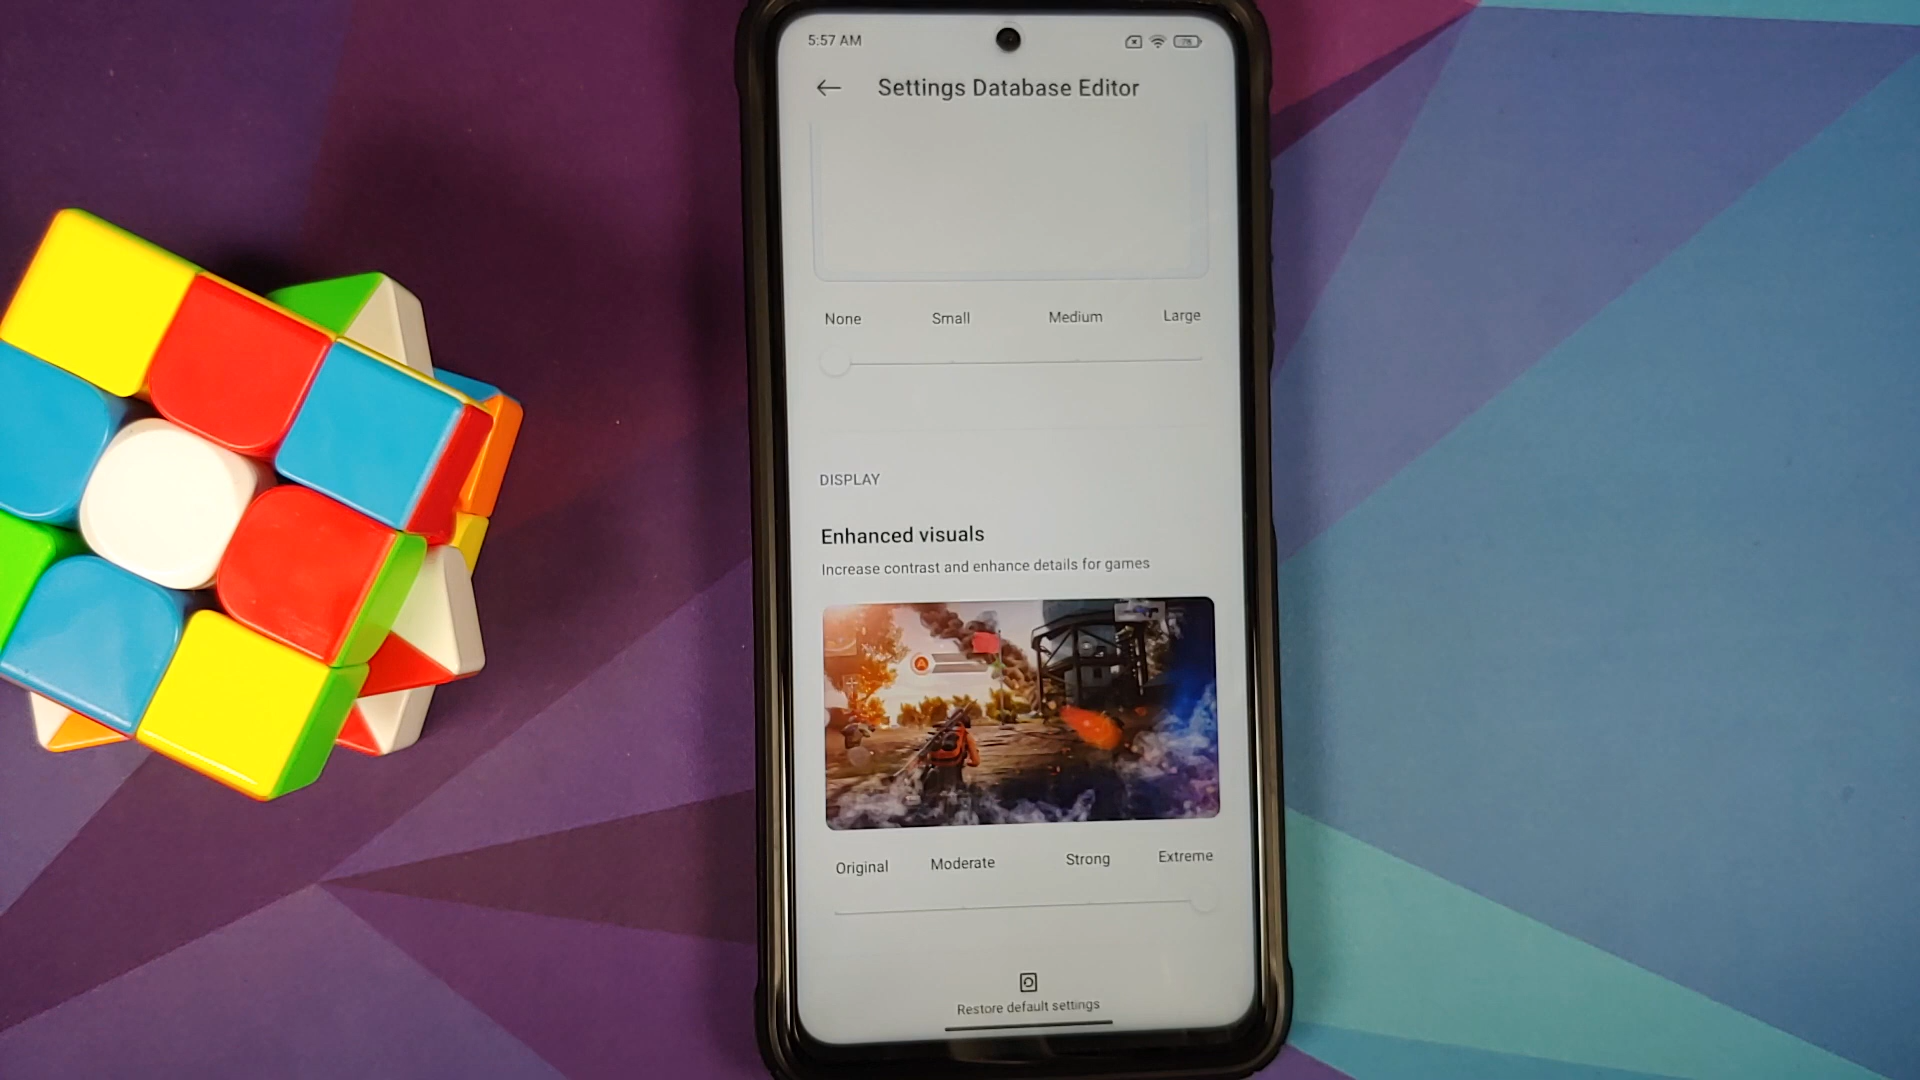 5:57 AM
78
Settings Database Editor
None Small Medium Large
DISPLAY
Enhanced visuals
Increase contrast and enhance details for games
A
Original Moderate Strong Extreme
Restore default settings